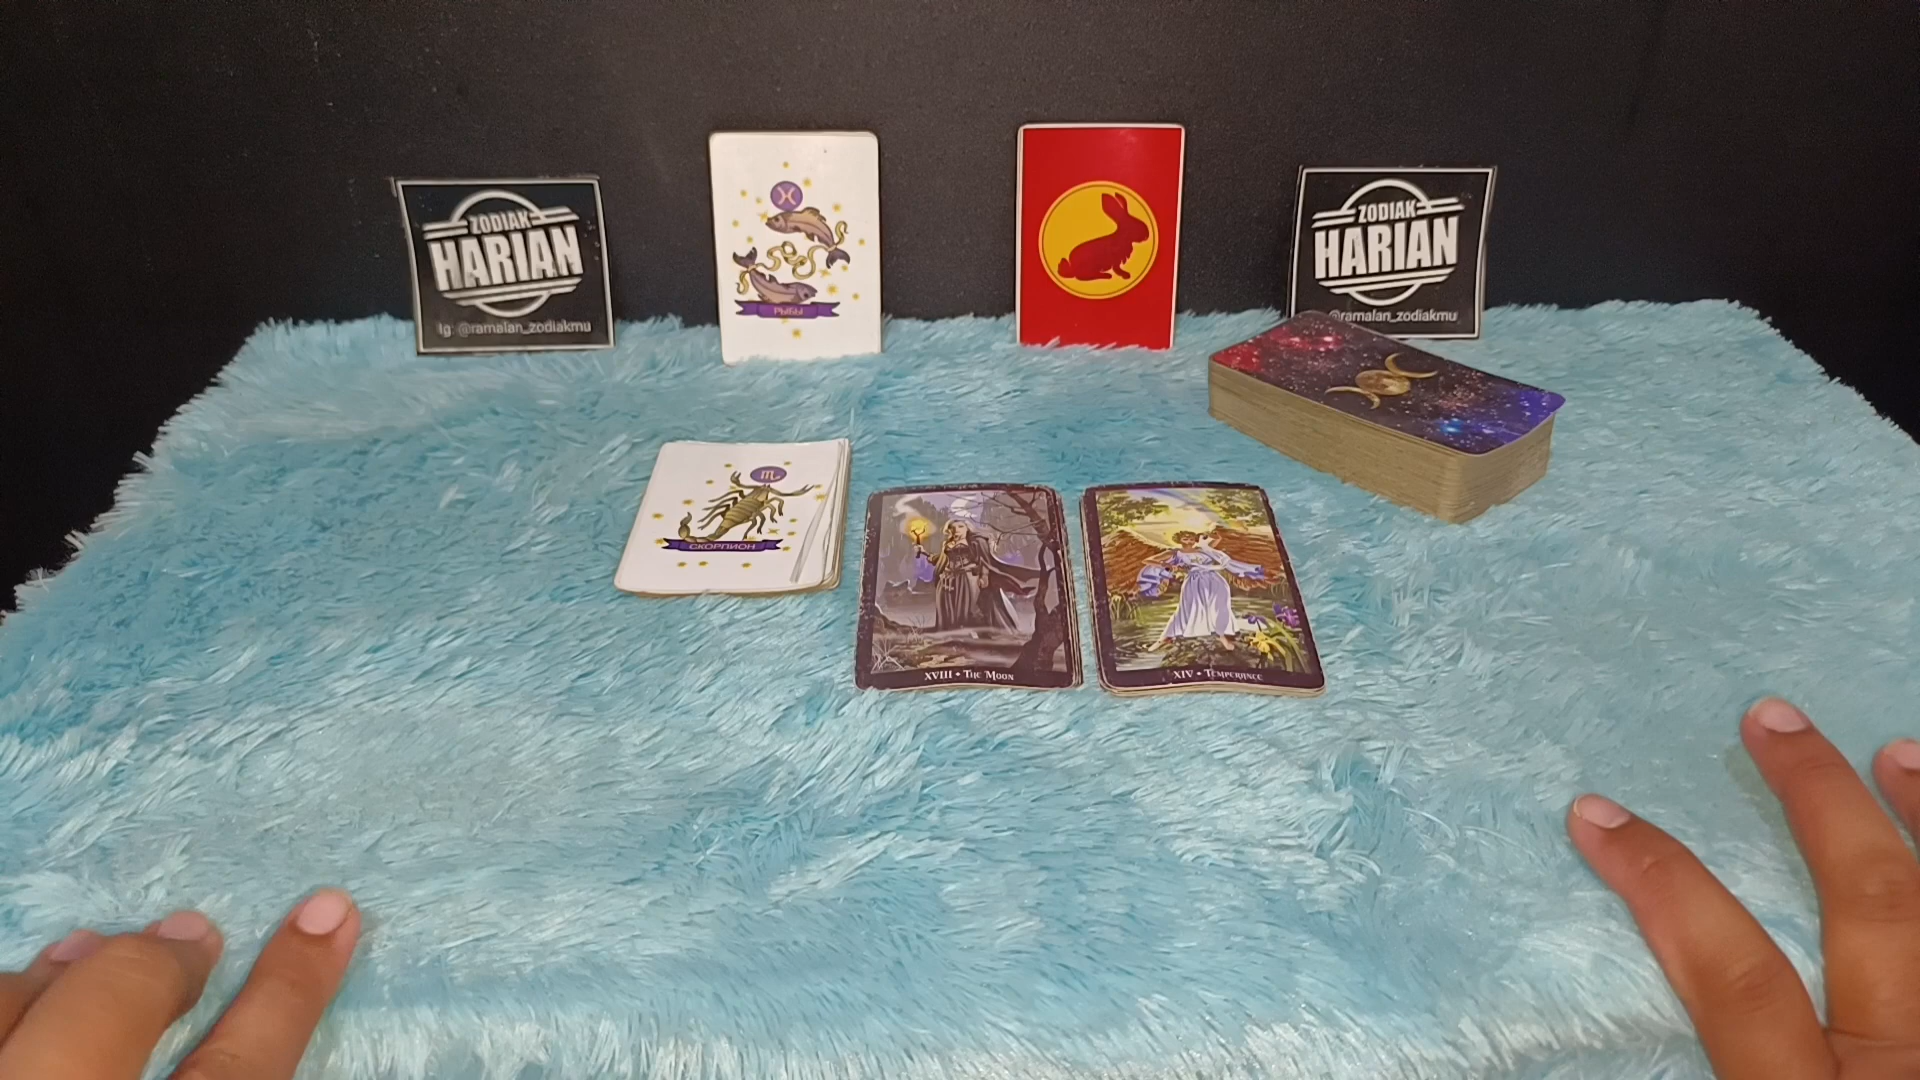 ZODIAK
HARIAN
Ig: @ramalan_zodiakmu
РЫБЫ
ZODIAK
HARIAN
@ramalan_zodiakmu
СКОРПИОН
XVIII • THE MOON
XIV • TEMPERANCE